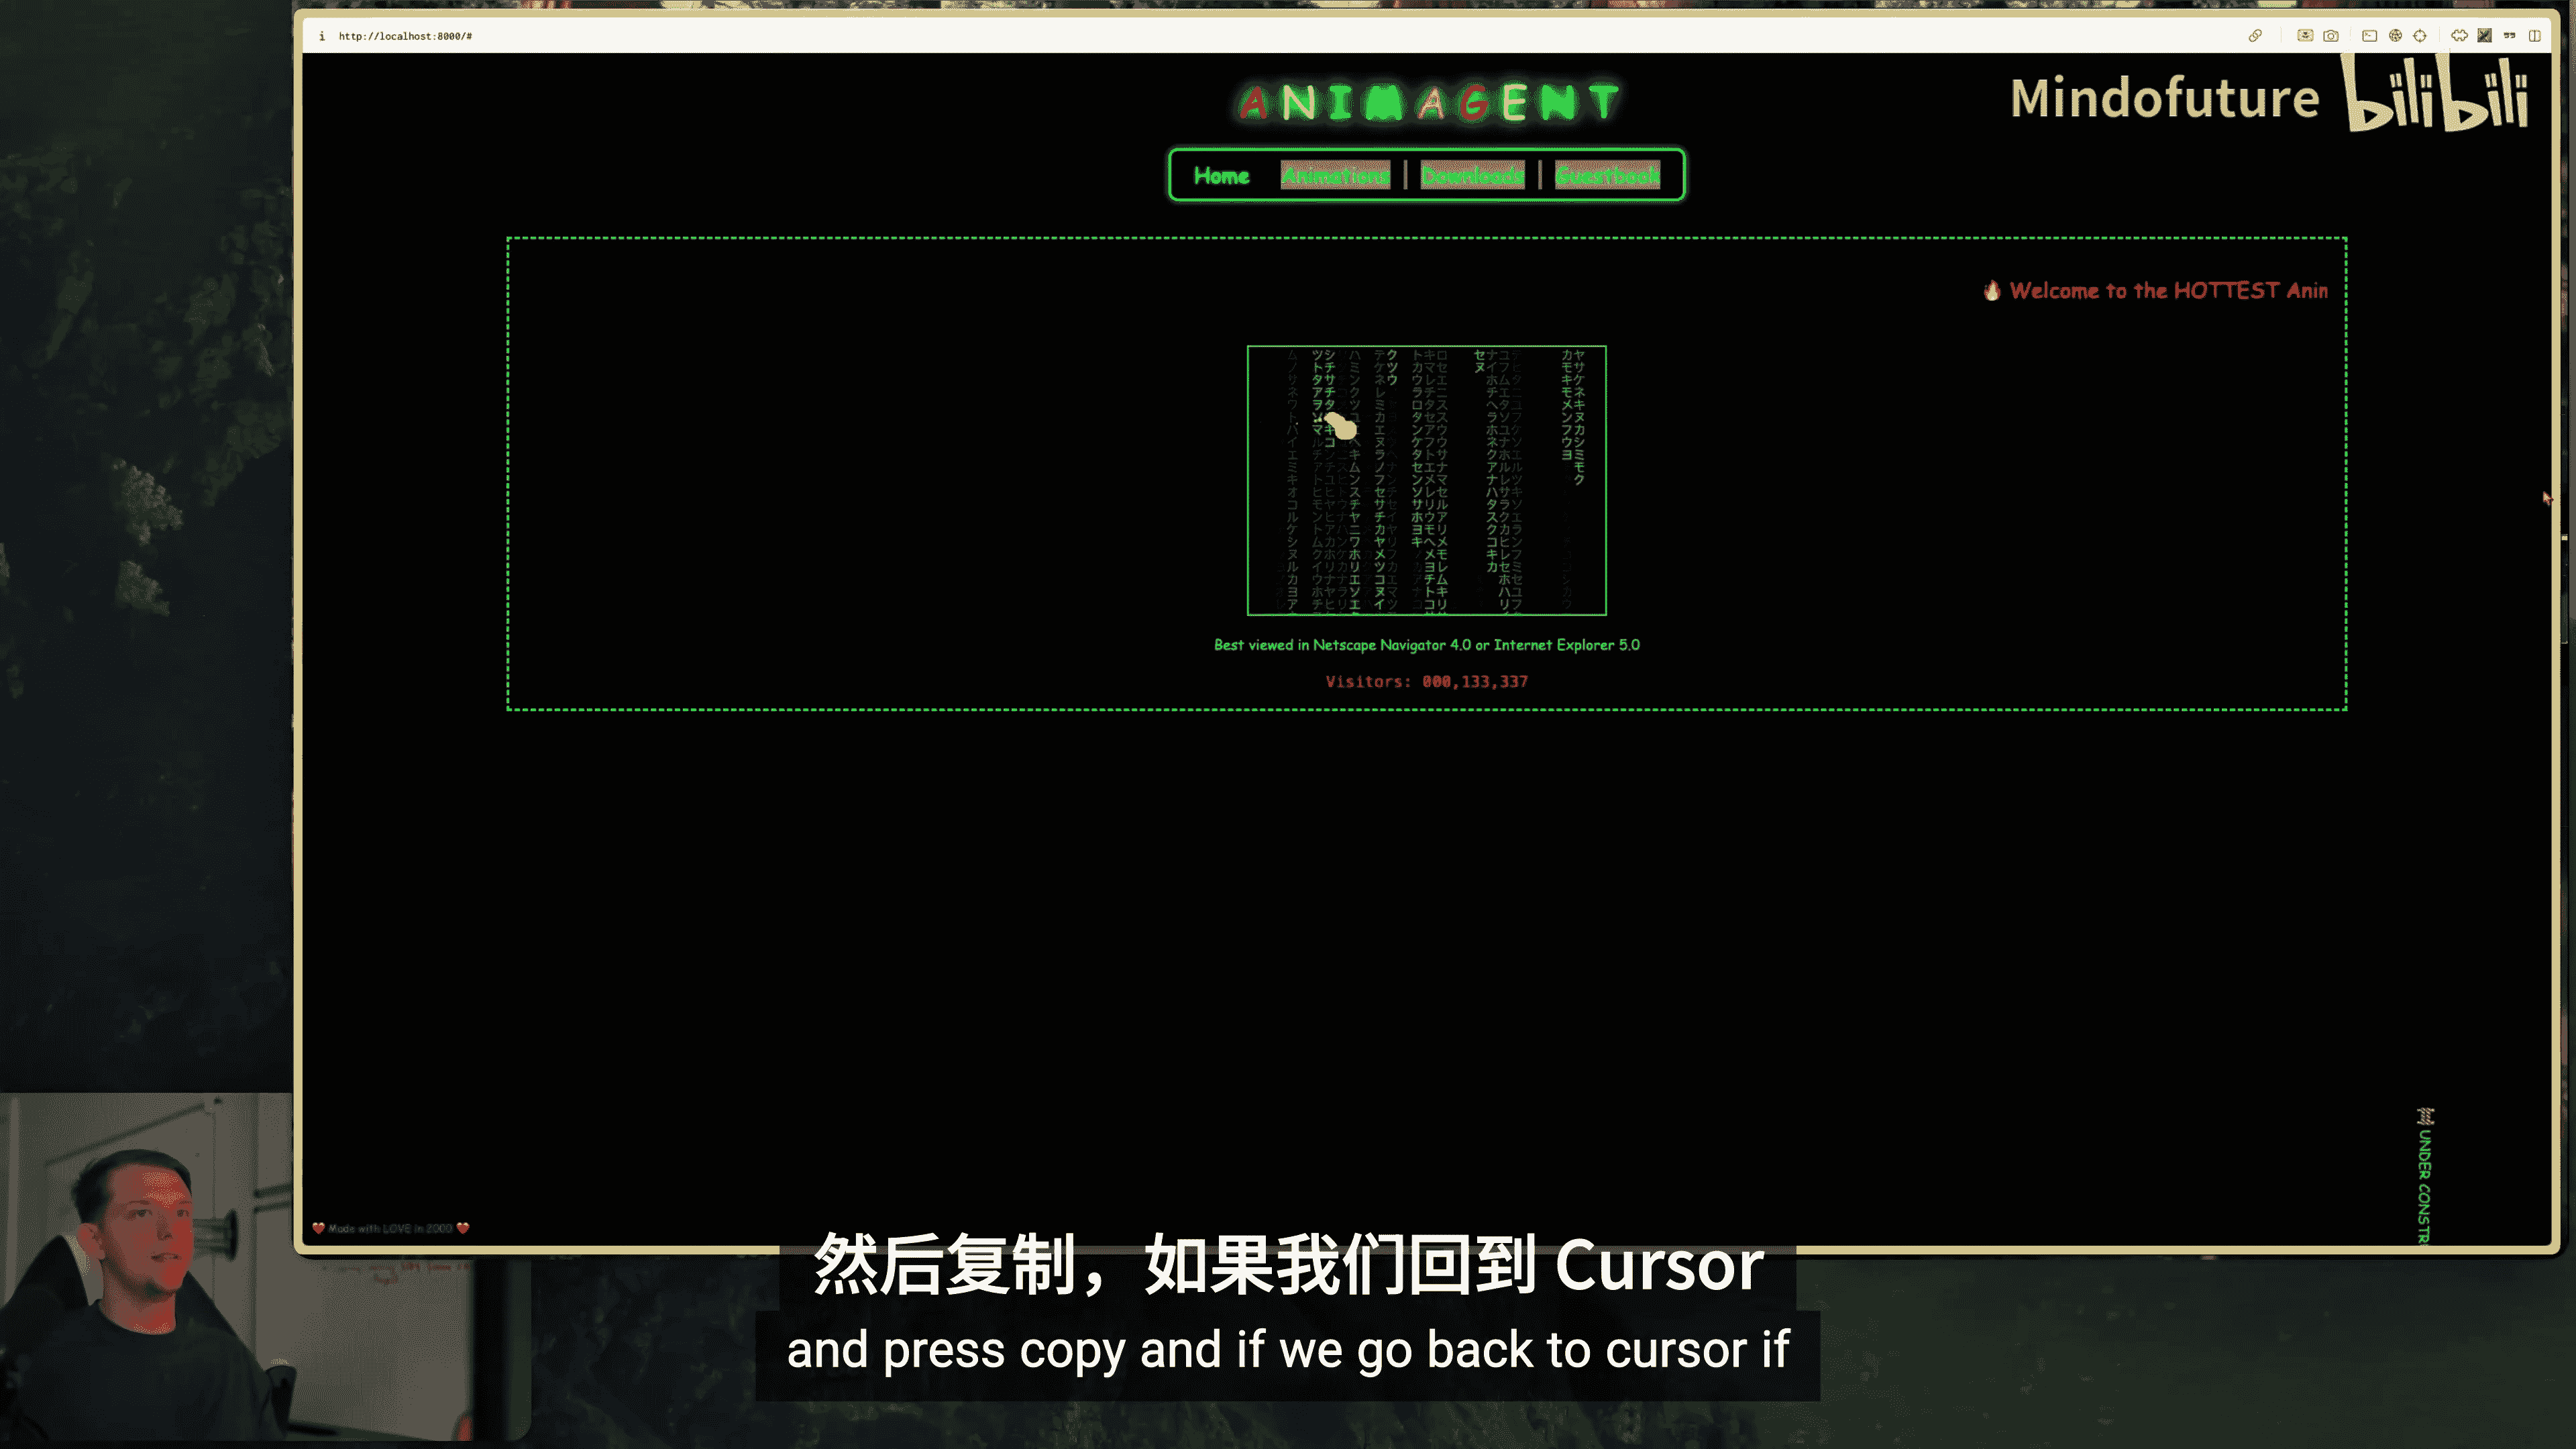 http://localhost:8000/#
Mindofuture bilibili
ANIMAGENT
Home Animations | Downloads | Guestbook
🔥 Welcome to the HOTTEST Anin
Best viewed in Netscape Navigator 4.0 or Internet Explorer 5.0
Visitors: 000,133,337
UNDER CONSTR
❤️ Made with LOVE in 2000 ❤️
然后复制，如果我们回到 Cursor
and press copy and if we go back to cursor if